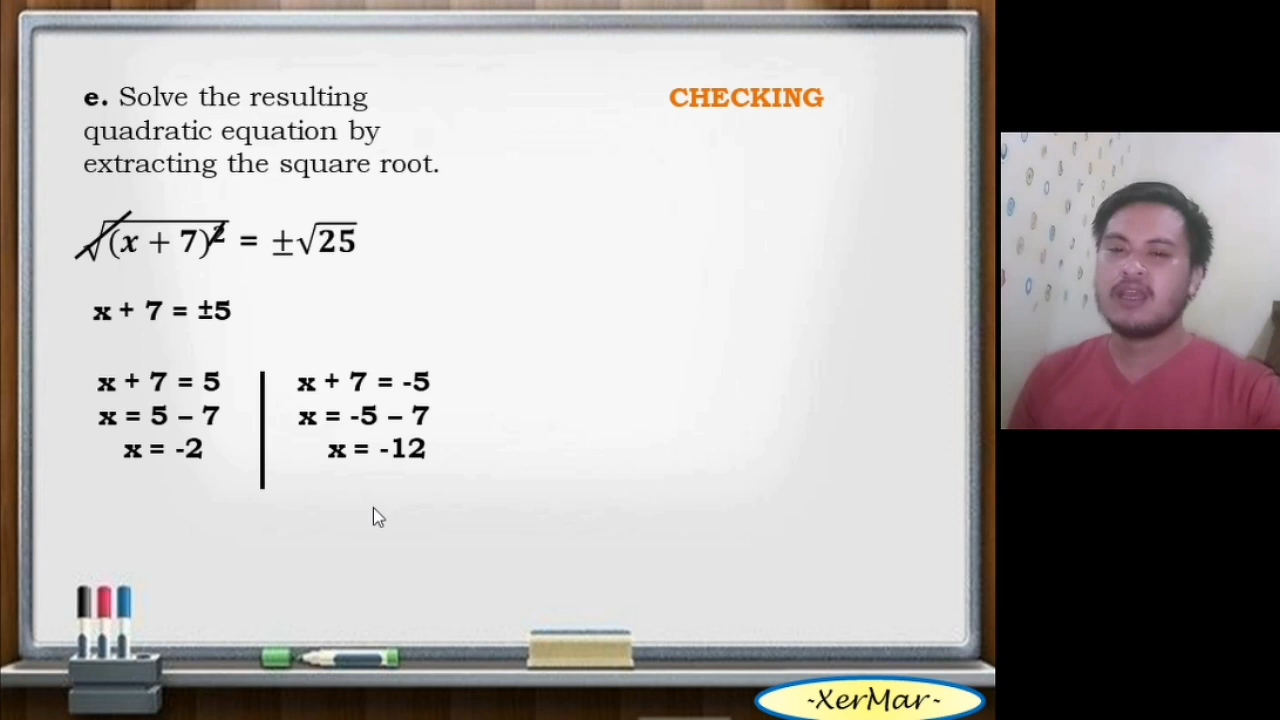 e. Solve the resulting
quadratic equation by
extracting the square root.
CHECKING
√(x + 7)² = ±√25
x + 7 = ±5
x + 7 = 5
x = 5 – 7
x = -2
x + 7 = -5
x = -5 – 7
x = -12
-XerMar-